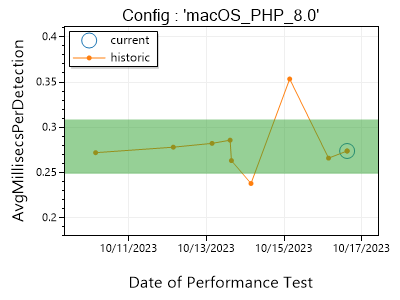 Config : 'macOS_PHP_8.0'
current
historic
AvgMillisecsPerDetection
0.4
0.35
0.3
0.25
0.2
10/11/2023 10/13/2023 10/15/2023 10/17/2023
Date of Performance Test